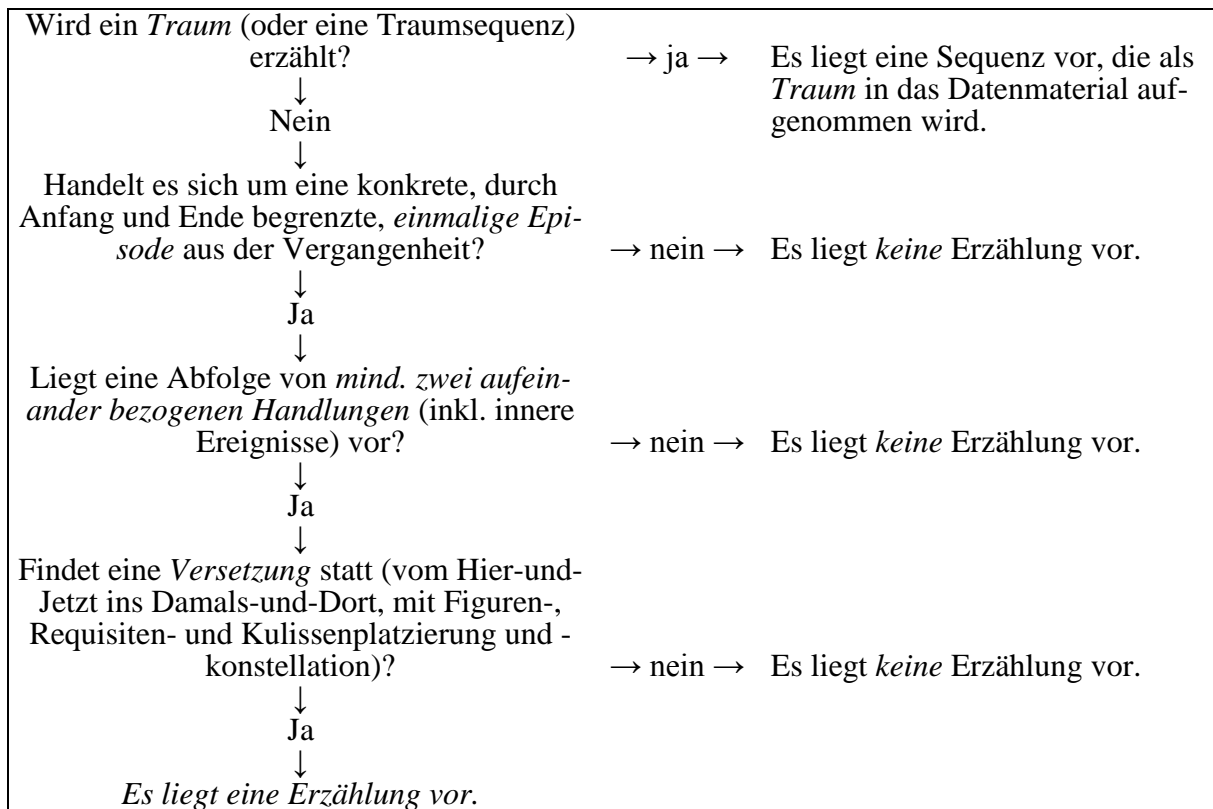 Wird ein Traum (oder eine Traumsequenz)
erzählt? → ja → Es liegt eine Sequenz vor, die als
↓ Traum in das Datenmaterial auf-
Nein genommen wird.
↓
Handelt es sich um eine konkrete, durch
Anfang und Ende begrenzte, einmalige Epi-
sode aus der Vergangenheit? → nein → Es liegt keine Erzählung vor.
↓
Ja
↓
Liegt eine Abfolge von mind. zwei aufein-
ander bezogenen Handlungen (inkl. innere
Ereignisse) vor? → nein → Es liegt keine Erzählung vor.
↓
Ja
↓
Findet eine Versetzung statt (vom Hier-und-
Jetzt ins Damals-und-Dort, mit Figuren-,
Requisiten- und Kulissenplatzierung und -
konstellation)? → nein → Es liegt keine Erzählung vor.
↓
Ja
↓
Es liegt eine Erzählung vor.